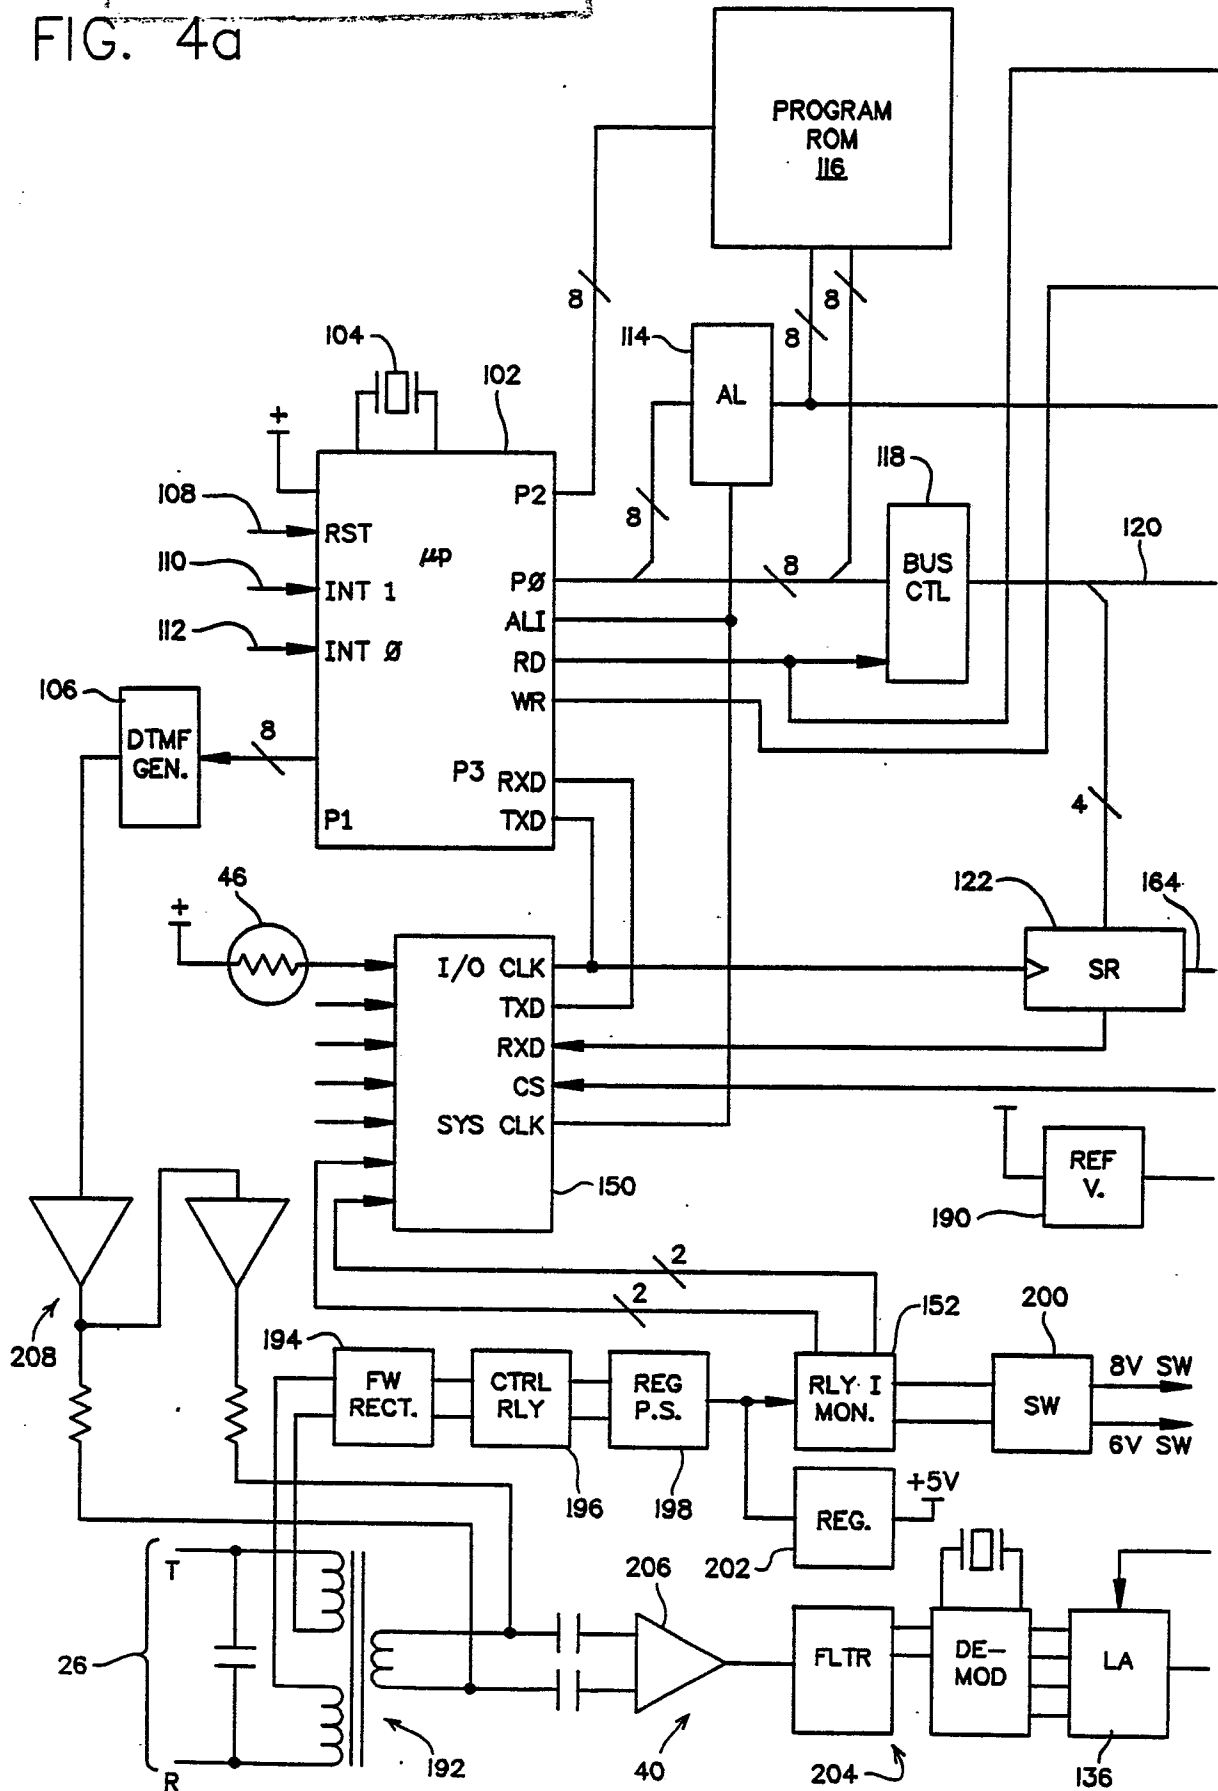 FIG. 4a
PROGRAM
ROM
116
8
8
8
104
114
102
AL
+
118
108
P2
8
RST
120
110
µp
BUS
CTL
INT 1
PØ
8
112
ALI
INT Ø
RD
106
WR
8
DTMF
GEN.
P3
RXD
4
P1
TXD
46
122
164
+
I/O CLK
SR
TXD
RXD
CS
SYS CLK
REF
V.
150
190
2
2
152
200
194
208
8V SW
FW
RECT.
CTRL
RLY
REG
P.S.
RLY I
MON.
SW
6V SW
196
198
+5V
REG.
T
206
202
26
FLTR
DE-
MOD
LA
192
40
204
136
R